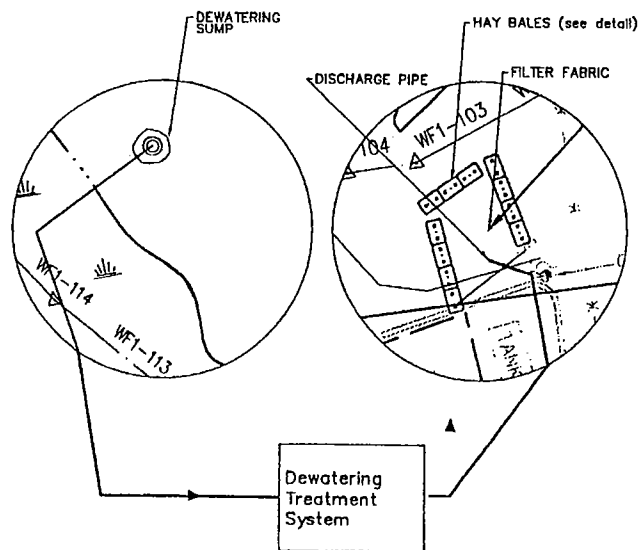 DEWATERING
SUMP
HAY BALES (see detail)
DISCHARGE PIPE
FILTER FABRIC
104
WF1-103
W
WF1-114
WF1-113
TANK
Dewatering
Treatment
System